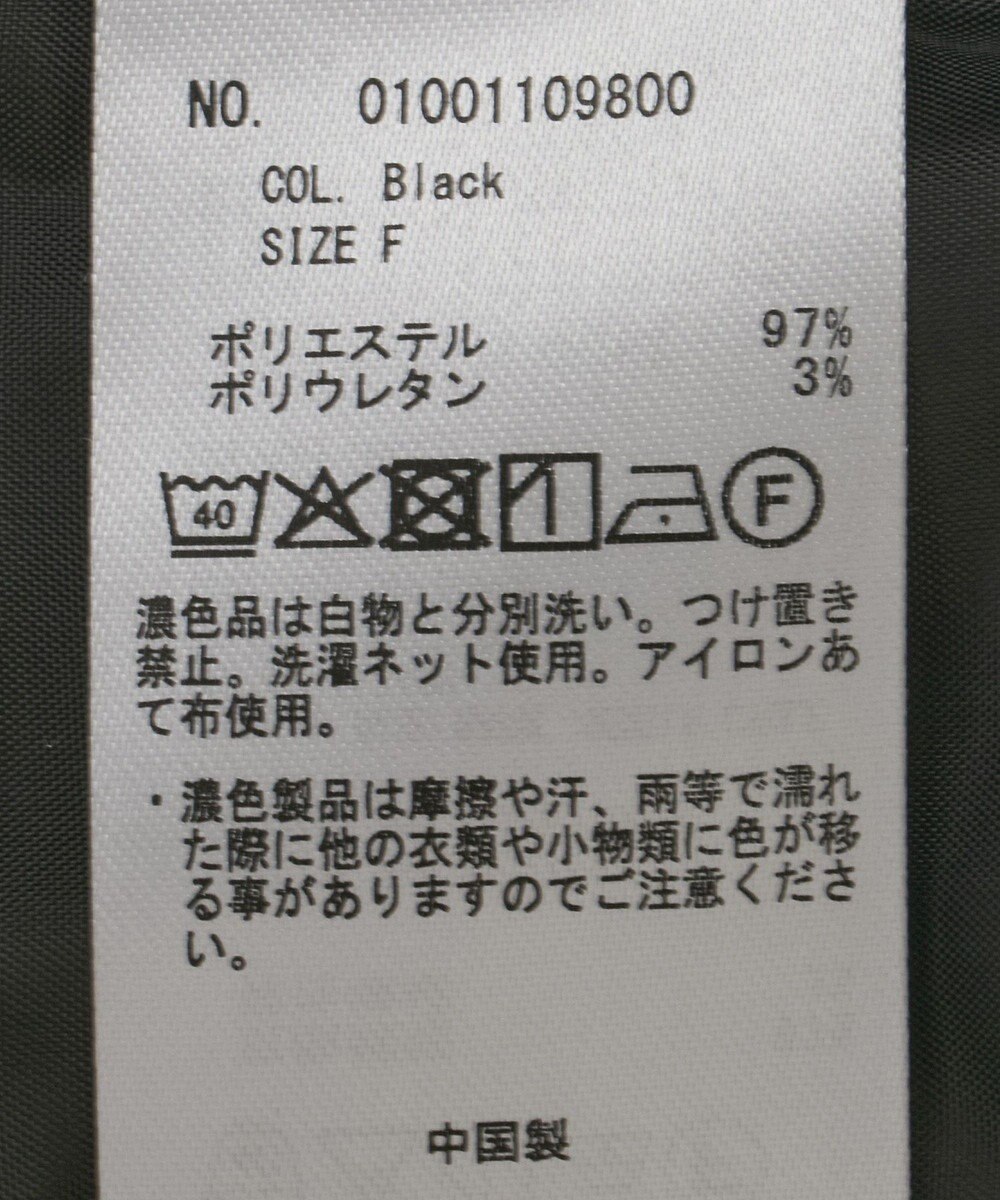 NO. 01001109800
COL. Black
SIZE F
ポリエステル 97%
ポリウレタン 3%
40
F
濃色品は白物と分別洗い。つけ置き
禁止。洗濯ネット使用。アイロンあ
て布使用。
・濃色製品は摩擦や汗、雨等で濡れ
た際に他の衣類や小物類に色が移
る事がありますのでご注意くださ
い。
中国製